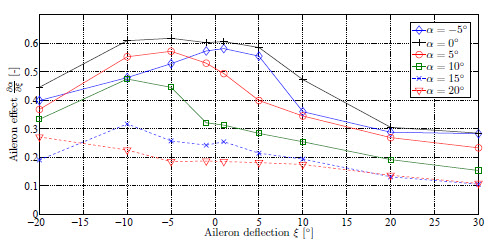 α = −5°
α = 0°
α = 5°
α = 10°
α = 15°
α = 20°
0.6
0.5
0.4
0.3
0.2
0.1
0
Aileron effect ∂α/∂ξ [-]
−20 −15 −10 −5 0 5 10 15 20 25 30
Aileron deflection ξ [°]